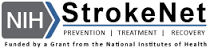 NIH StrokeNet
PREVENTION | TREATMENT | RECOVERY
Funded by a Grant from the National Institutes of Health